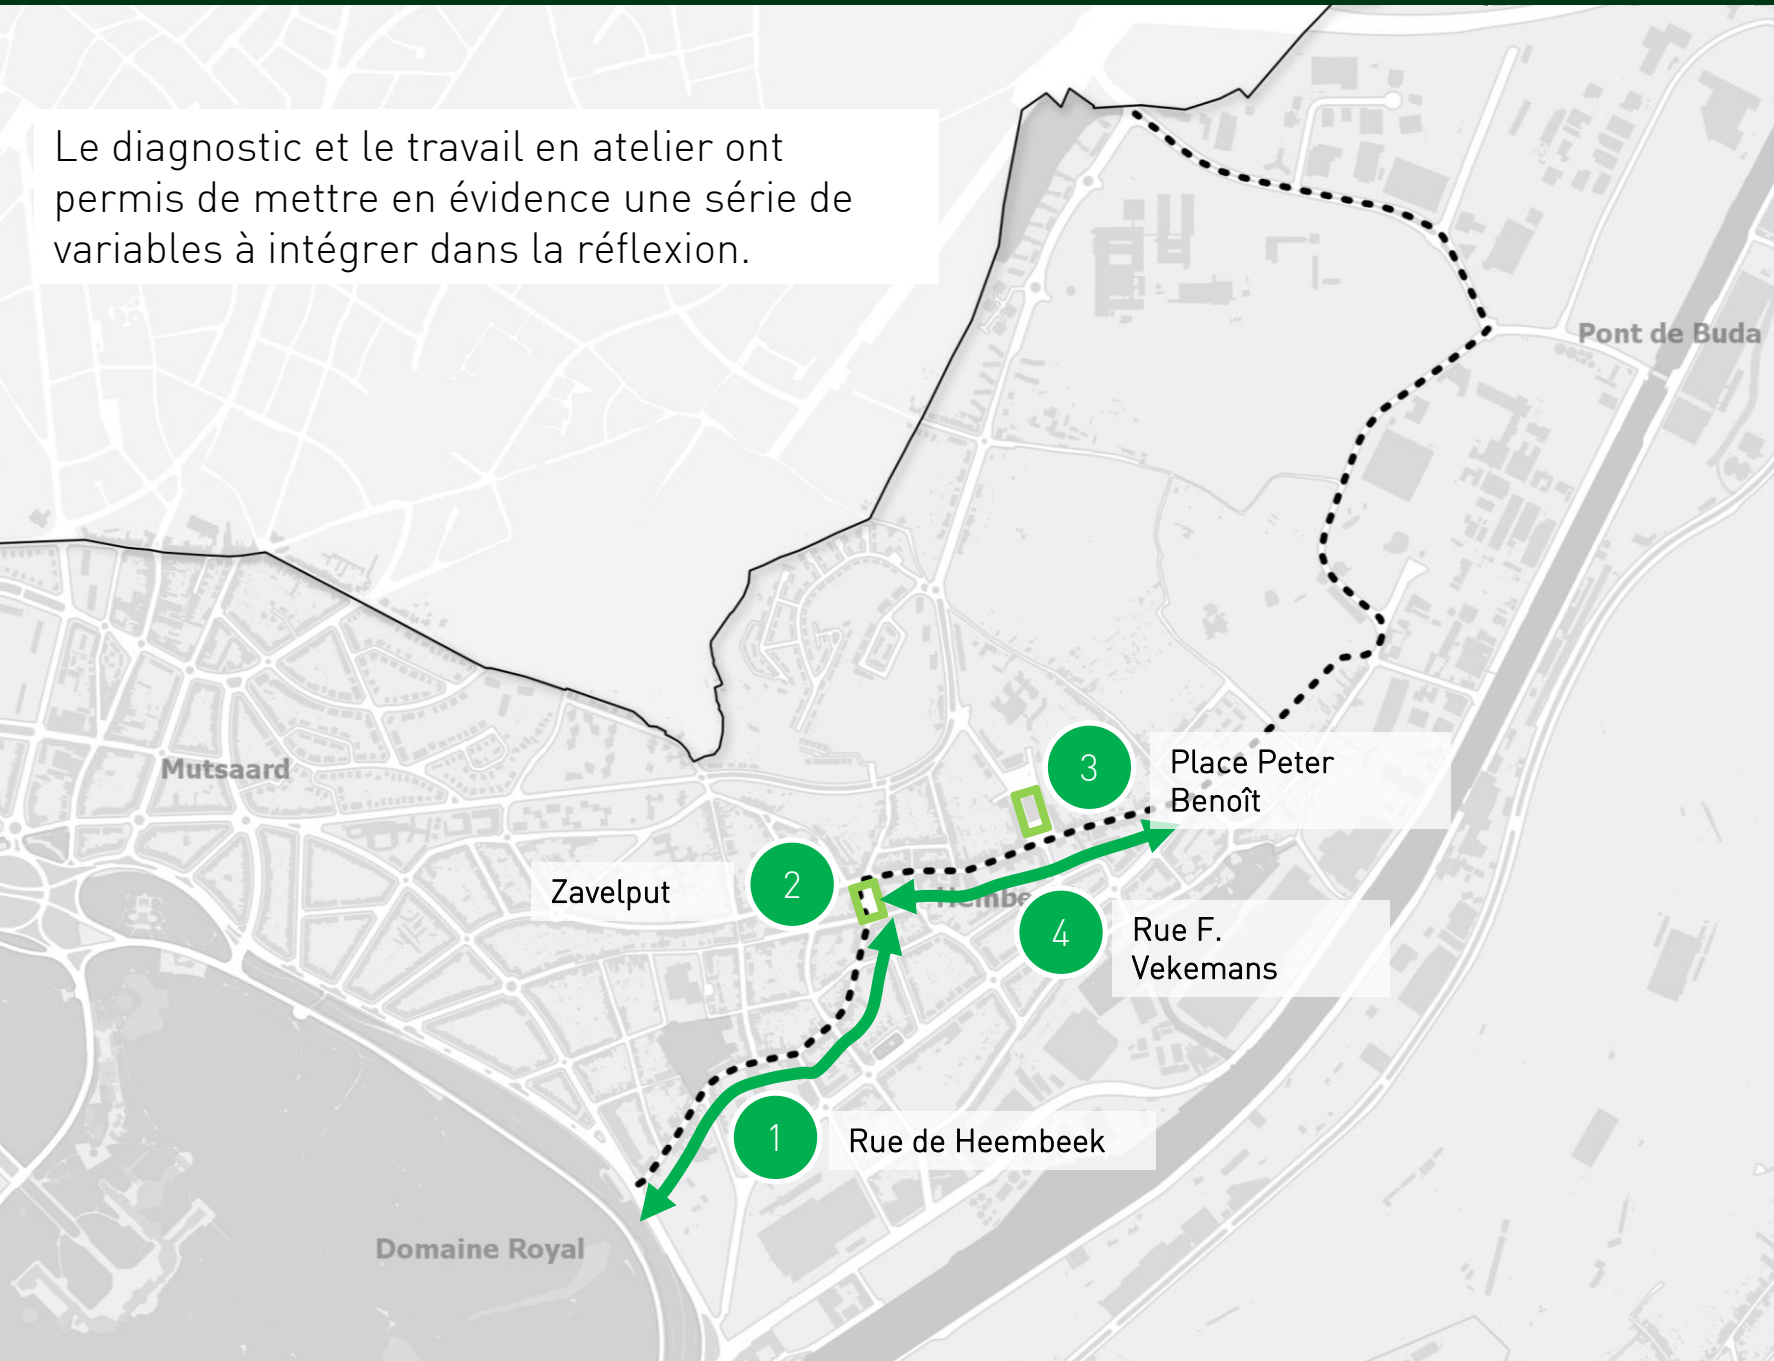 Le diagnostic et le travail en atelier ont
permis de mettre en évidence une série de
variables à intégrer dans la réflexion.
Pont de Buda
Mutsaard
3
Place Peter
Benoît
Zavelput
2
Hembe
4
Rue F.
Vekemans
1
Rue de Heembeek
Domaine Royal